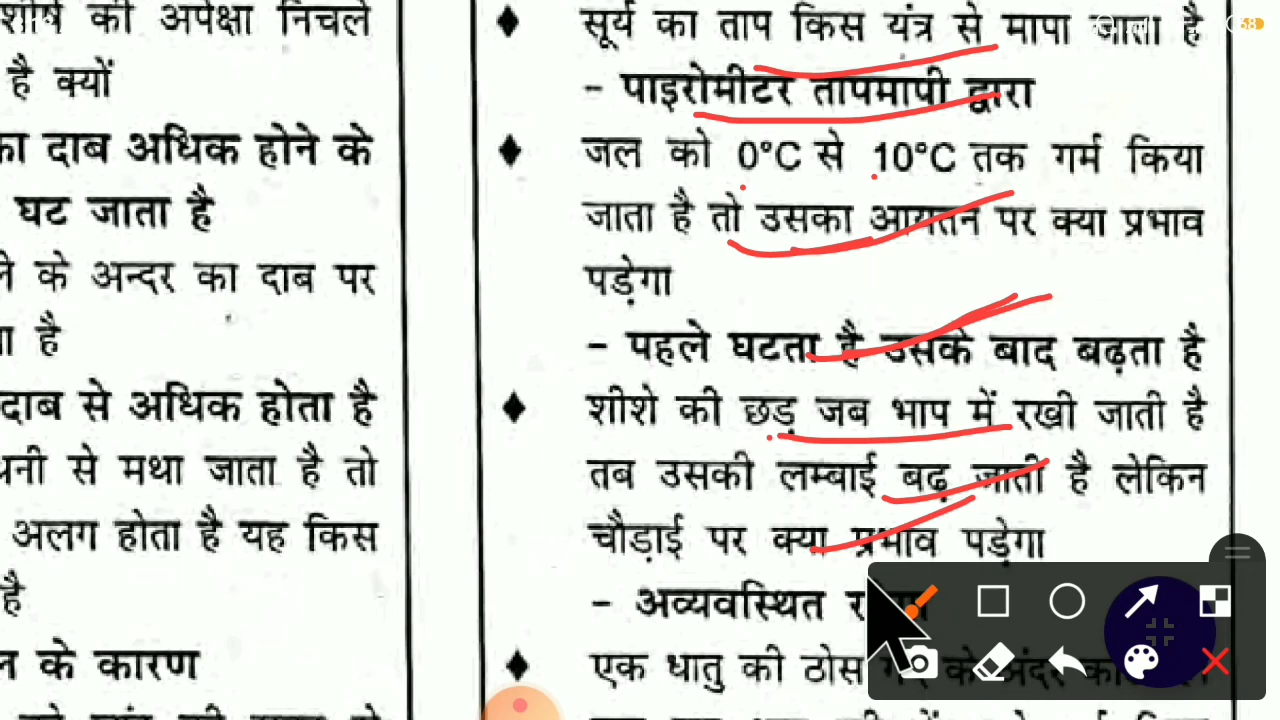 शीर्ष की अपेक्षा निचले
है क्यों
का दाब अधिक होने के
घट जाता है
के अन्दर का दाब पर
है
दाब से अधिक होता है
से मथा जाता है तो
अलग होता है यह किस
है
के कारण
♦ सूर्य का ताप किस यंत्र से मापा जाता है
- पाइरोमीटर तापमापी द्वारा
♦ जल को 0°C से 10°C तक गर्म किया
जाता है तो उसका आयतन पर क्या प्रभाव
पड़ेगा
- पहले घटता है उसके बाद बढ़ता है
♦ शीशे की छड़ जब भाप में रखी जाती है
तब उसकी लम्बाई बढ़ जाती है लेकिन
चौड़ाई पर क्या प्रभाव पड़ेगा
- अव्यवस्थित
♦ एक धातु की ठोस के अंदर